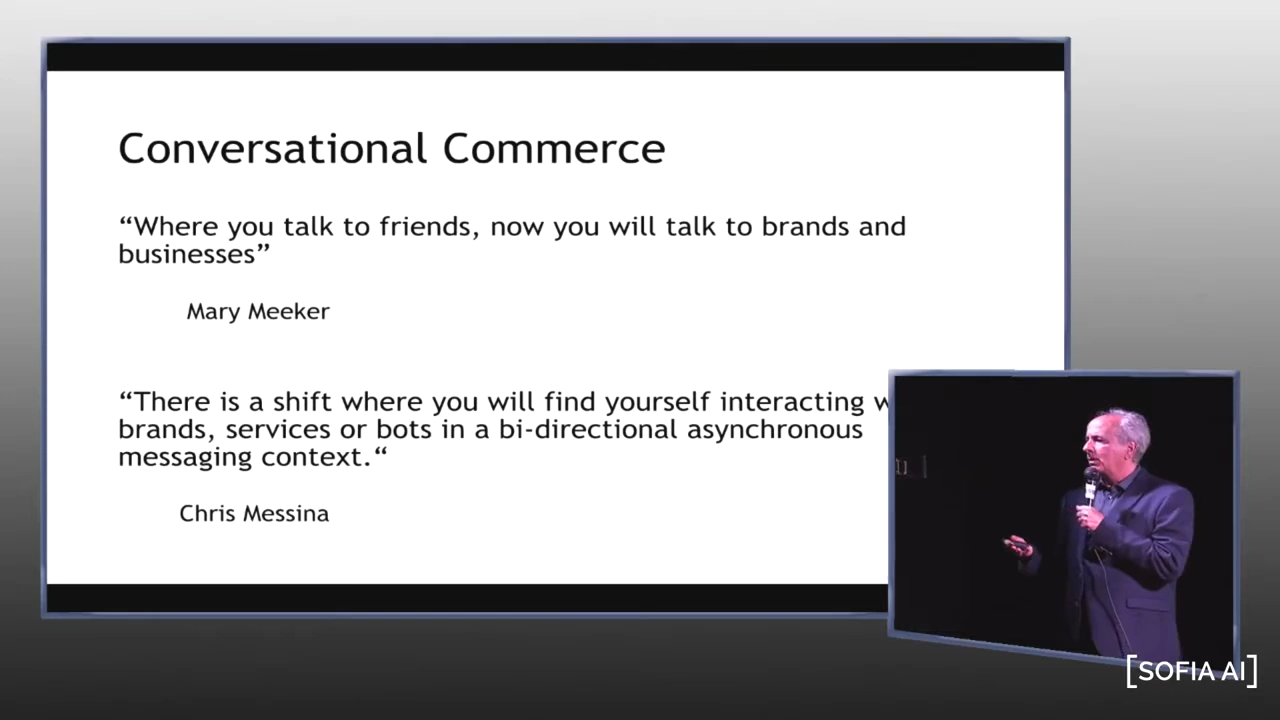 Conversational Commerce
“Where you talk to friends, now you will talk to brands and
businesses”
Mary Meeker
“There is a shift where you will find yourself interacting
brands, services or bots in a bi-directional asynchronous
messaging context.“
Chris Messina
[SOFIA AI]